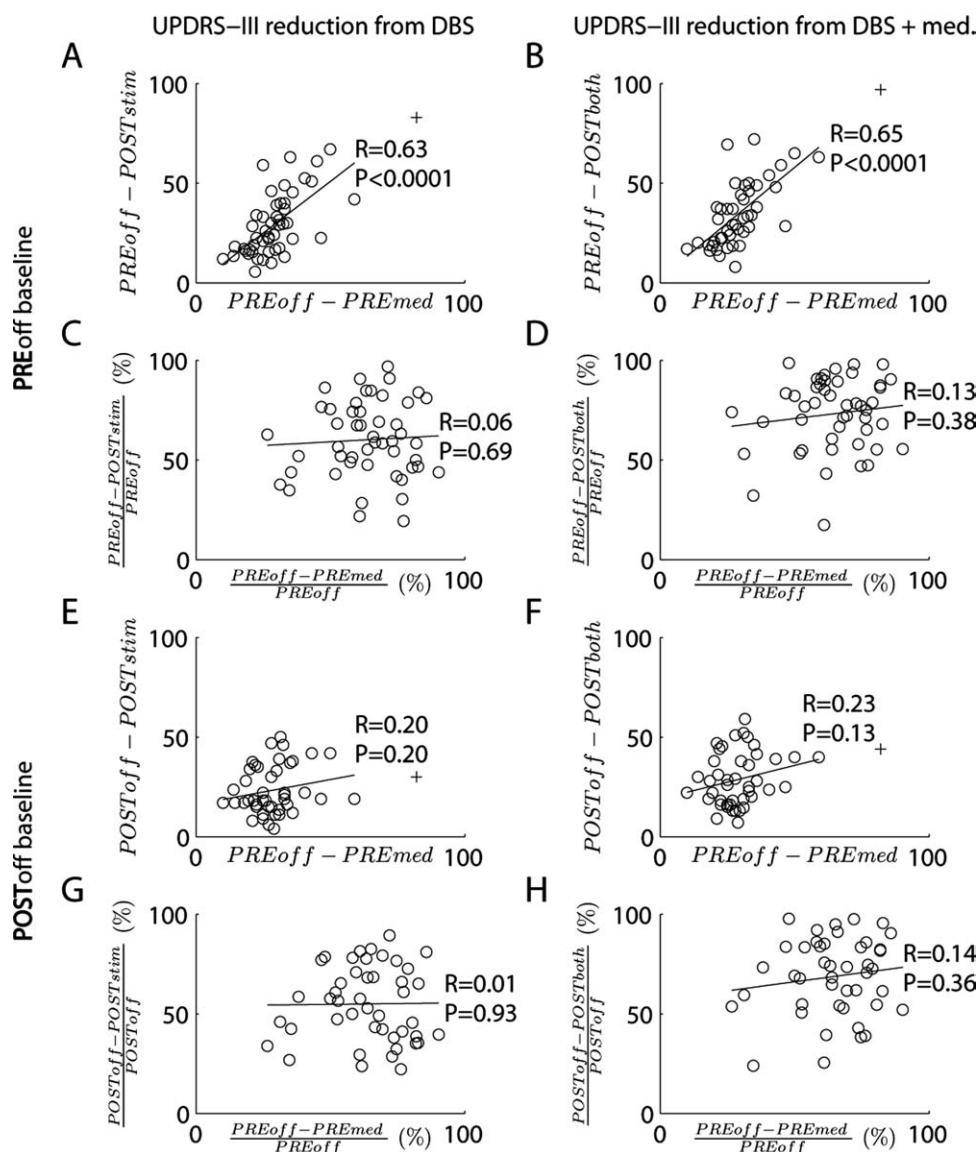 UPDRS–III reduction from DBS
UPDRS–III reduction from DBS + med.
PREoff baseline
A
PREoff − POSTstim
100
50
0
R=0.63
P<0.0001
PREoff − PREmed
100
B
PREoff − POSTboth
100
50
0
R=0.65
P<0.0001
PREoff − PREmed
100
C
PREoff−POSTstim
PREoff
(%)
100
50
0
R=0.06
P=0.69
0
PREoff−PREmed
PREoff
(%)
100
D
PREoff−POSTboth
PREoff
(%)
100
50
0
R=0.13
P=0.38
0
PREoff−PREmed
PREoff
(%)
100
POSToff baseline
E
POSToff − POSTstim
100
50
0
R=0.20
P=0.20
0
PREoff − PREmed
100
F
POSToff − POSTboth
100
50
0
R=0.23
P=0.13
0
PREoff − PREmed
100
G
POSToff−POSTstim
POSToff
(%)
100
50
0
R=0.01
P=0.93
0
PREoff−PREmed
PREoff
(%)
100
H
POSToff−POSTboth
POSToff
(%)
100
50
0
R=0.14
P=0.36
0
PREoff−PREmed
PREoff
(%)
100